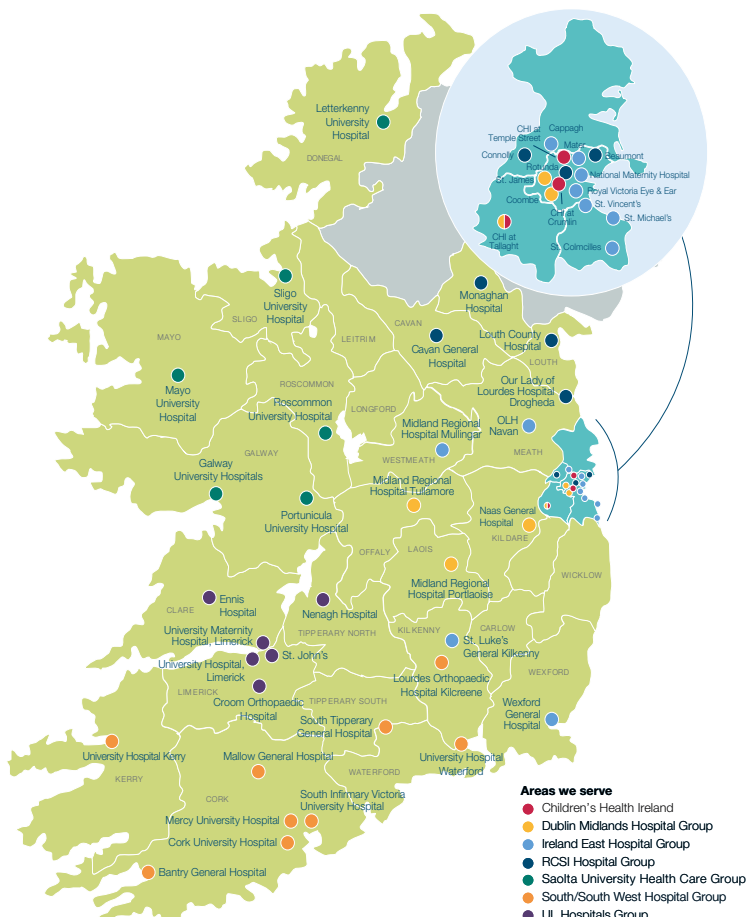 Letterkenny
University
Hospital
DONEGAL
CHI at
Temple Street
Cappagh
Mater
Connolly
Beaumont
Rotunda
National Maternity Hospital
St. James
Royal Victoria Eye & Ear
Coombe
St. Vincent's
CHI at
Crumlin
St. Michael's
CHI at
Tallaght
St. Colmcilles
Sligo
University
Hospital
SLIGO
Monaghan
Hospital
MAYO
LEITRIM
CAVAN
Cavan General
Hospital
Louth County
Hospital
LOUTH
Mayo
University
Hospital
ROSCOMMON
Roscommon
University Hospital
LONGFORD
Our Lady of
Lourdes Hospital
Drogheda
Midland Regional
Hospital Mullingar
OLH
Navan
MEATH
GALWAY
Galway
University Hospitals
WESTMEATH
Midland Regional
Hospital Tullamore
Portunicula
University Hospital
Naas General
Hospital
KILDARE
OFFALY
LAOIS
Midland Regional
Hospital Portlaoise
WICKLOW
CLARE
Ennis
Hospital
Nenagh Hospital
University Maternity
Hospital, Limerick
TIPPERARY NORTH
KILKENNY
CARLOW
St. Luke's
General Kilkenny
St. John's
University Hospital,
Limerick
LIMERICK
Croom Orthopaedic
Hospital
Lourdes Orthopaedic
Hospital Kilcreene
WEXFORD
TIPPERARY SOUTH
South Tipperary
General Hospital
Wexford
General
Hospital
University Hospital Kerry
Mallow General Hospital
University Hospital
Waterford
KERRY
WATERFORD
CORK
South Infirmary Victoria
University Hospital
Mercy University Hospital
Cork University Hospital
Bantry General Hospital
Areas we serve
Children's Health Ireland
Dublin Midlands Hospital Group
Ireland East Hospital Group
RCSI Hospital Group
Saolta University Health Care Group
South/South West Hospital Group
UL Hospitals Group